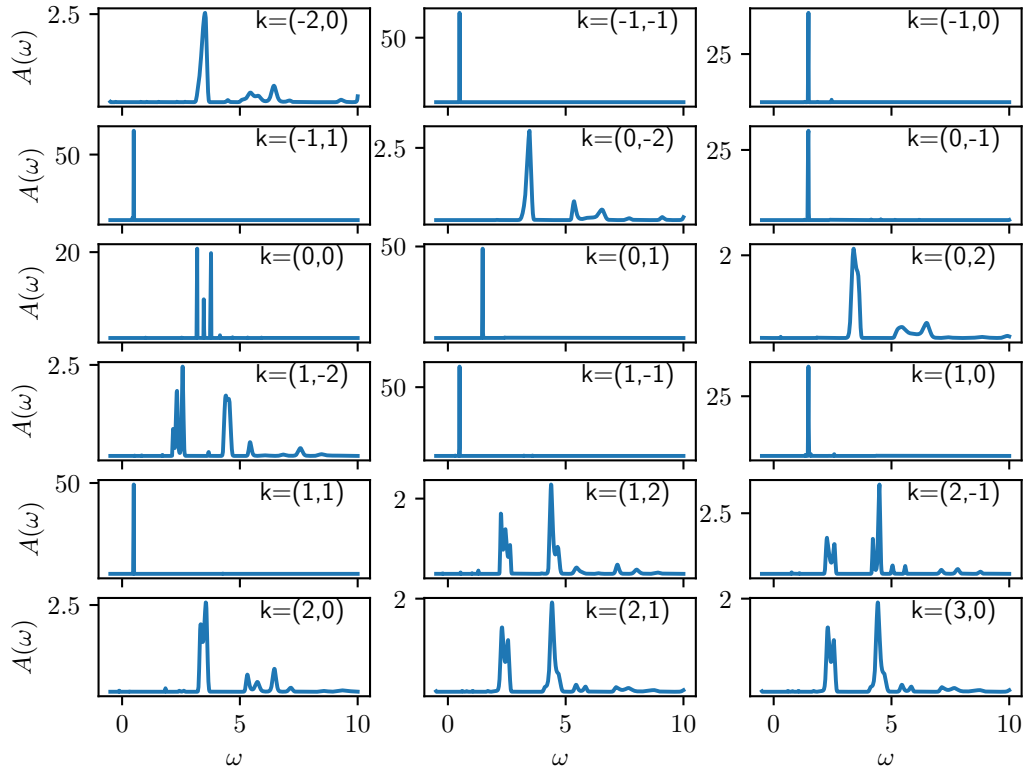 2.5 A(ω) k=(-2,0) 50 k=(-1,-1) 25 k=(-1,0)
50 A(ω) k=(-1,1) 2.5 k=(0,-2) 25 k=(0,-1)
20 A(ω) k=(0,0) 50 k=(0,1) 2 k=(0,2)
2.5 A(ω) k=(1,-2) 50 k=(1,-1) 25 k=(1,0)
50 A(ω) k=(1,1) 2 k=(1,2) 2.5 k=(2,-1)
2.5 A(ω) k=(2,0) 2 k=(2,1) 2 k=(3,0)
0 5 10 0 5 10 0 5 10
ω ω ω